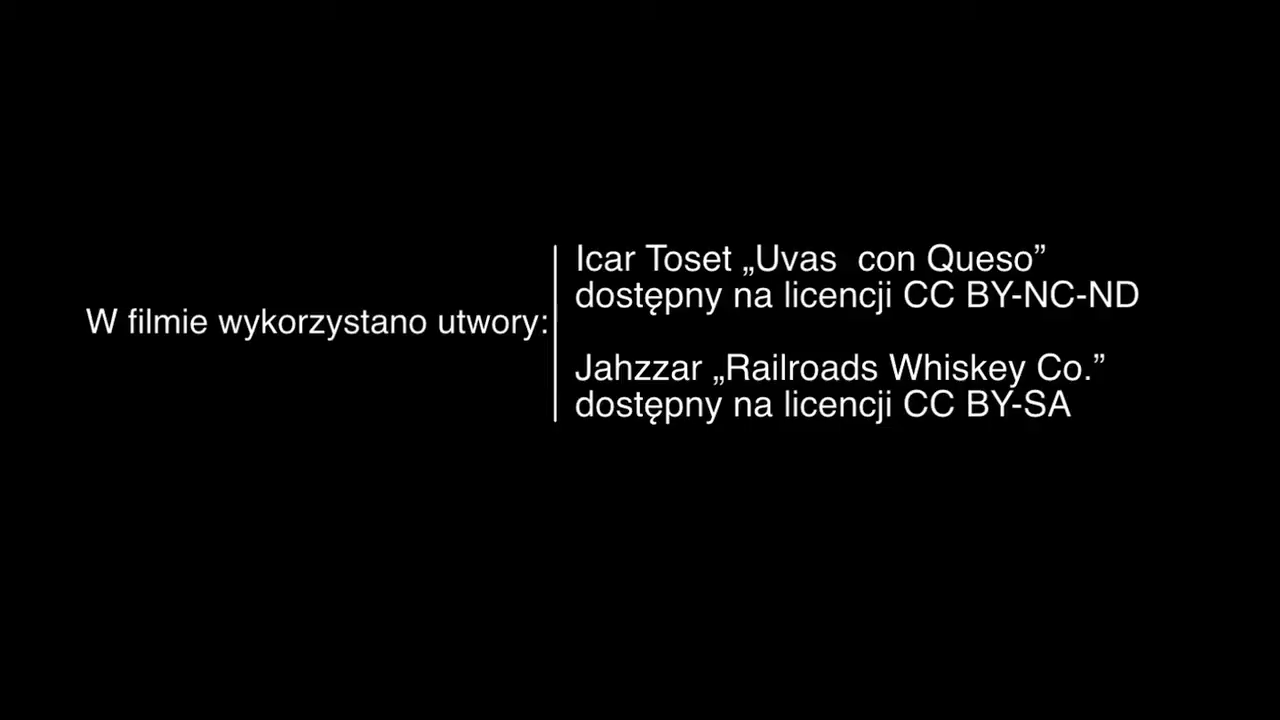 W filmie wykorzystano utwory:
Icar Toset „Uvas  con Queso”
dostępny na licencji CC BY-NC-ND
Jahzzar „Railroads Whiskey Co.”
dostępny na licencji CC BY-SA